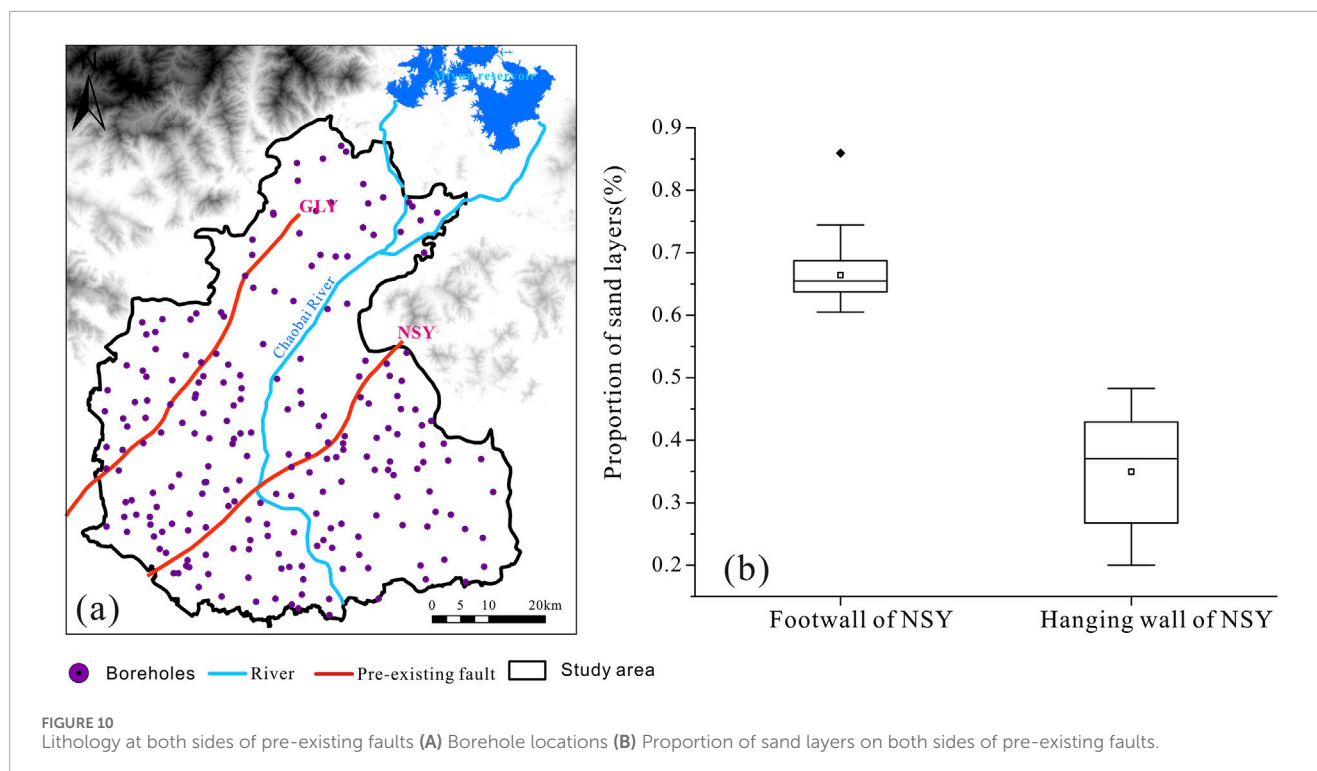 N
Miyun reservoir
GLY
Chaobai River
NSY
(a)
0 5 10 20km
Boreholes River Pre-existing fault Study area
Proportion of sand layers(%)
0.9
0.8
0.7
0.6
0.5
0.4
0.3
0.2
(b)
Footwall of NSY Hanging wall of NSY
FIGURE 10
Lithology at both sides of pre-existing faults (A) Borehole locations (B) Proportion of sand layers on both sides of pre-existing faults.